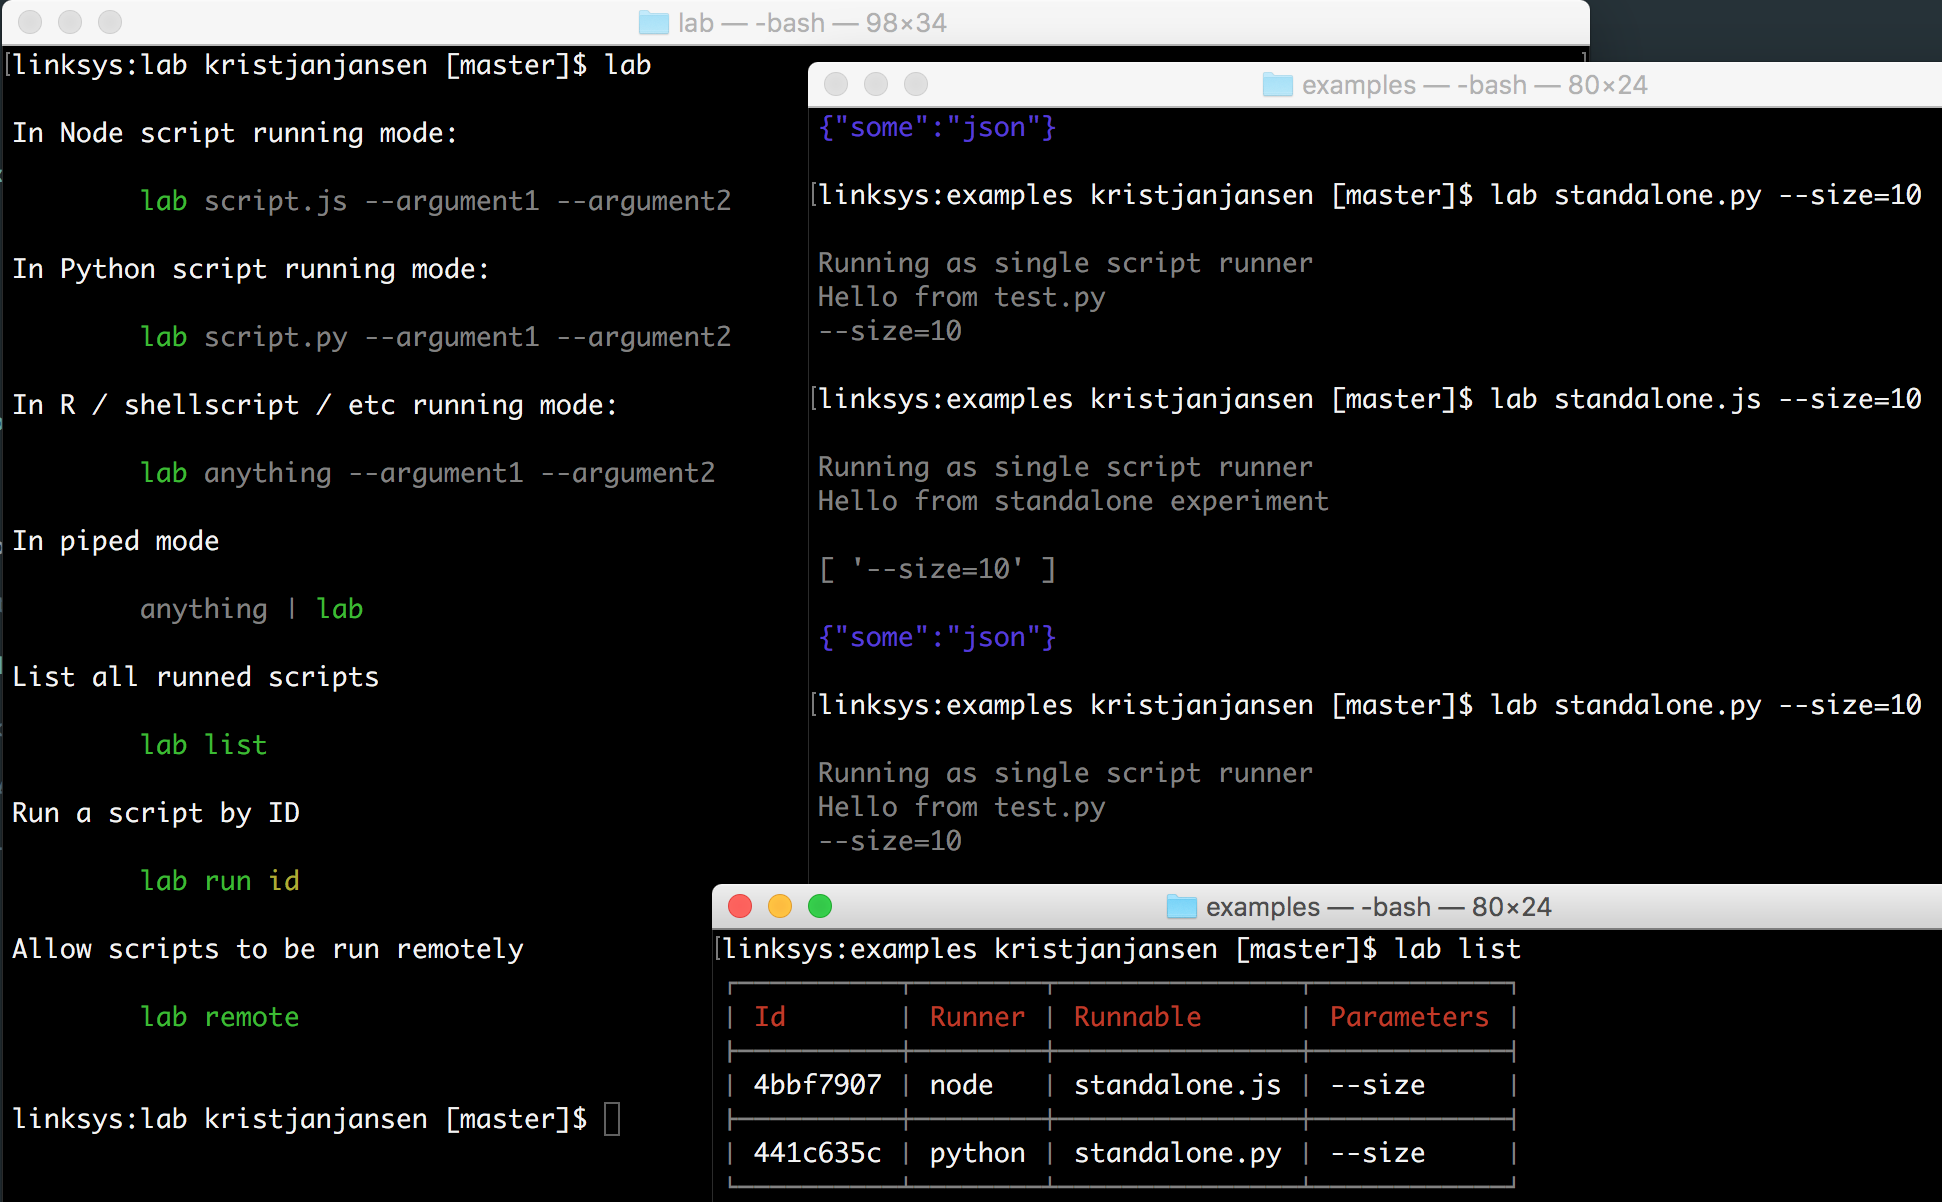 lab — -bash — 98×34
linksys:lab kristjanjansen [master]$ lab
In Node script running mode:
lab script.js --argument1 --argument2
In Python script running mode:
lab script.py --argument1 --argument2
In R / shellscript / etc running mode:
lab anything --argument1 --argument2
In piped mode
anything | lab
List all runned scripts
lab list
Run a script by ID
lab run id
Allow scripts to be run remotely
lab remote
linksys:lab kristjanjansen [master]$
examples — -bash — 80×24
{"some":"json"}
linksys:examples kristjanjansen [master]$ lab standalone.py --size=10
Running as single script runner
Hello from test.py
--size=10
linksys:examples kristjanjansen [master]$ lab standalone.js --size=10
Running as single script runner
Hello from standalone experiment
[ '--size=10' ]
{"some":"json"}
linksys:examples kristjanjansen [master]$ lab standalone.py --size=10
Running as single script runner
Hello from test.py
--size=10
examples — -bash — 80×24
linksys:examples kristjanjansen [master]$ lab list
Id Runner Runnable Parameters
4bbf7907 node standalone.js --size
441c635c python standalone.py --size